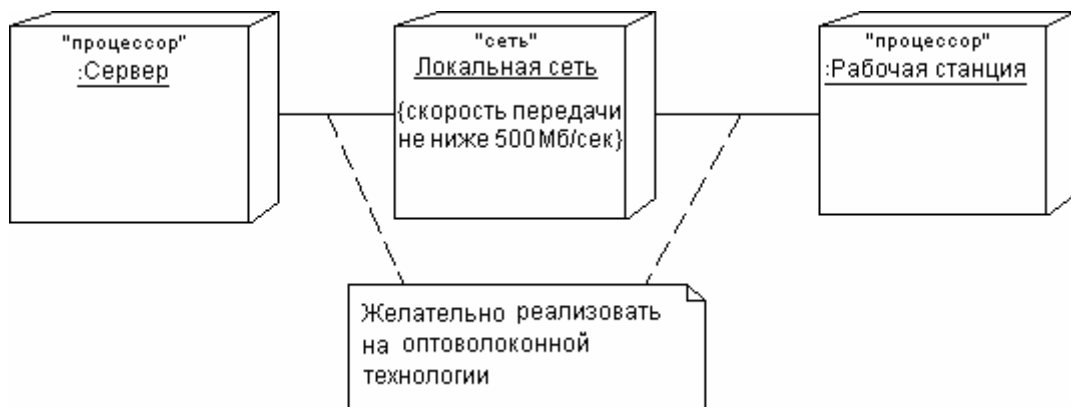 "процессор"
:Сервер
"сеть"
Локальная сеть
{скорость передачи
не ниже 500Мб/сек}
"процессор"
:Рабочая станция
Желательно реализовать
на оптоволоконной
технологии